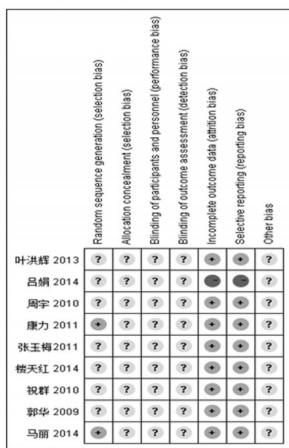 Random sequence generation (selection bias)
Allocation concealment (selection bias)
Blinding of participants and personnel (performance bias)
Blinding of outcome assessment (detection bias)
Incomplete outcome data (attrition bias)
Selective reporting (reporting bias)
Other bias
叶洪辉 2013 ? ? ? ? + + ?
吕娟 2014 ? ? ? ? - - ?
周宇 2010 ? ? ? ? + + ?
康力 2011 + ? ? ? + + ?
张玉梅 2011 ? ? ? ? + + ?
楼天红 2014 ? ? ? ? + + ?
祝群 2010 ? ? ? ? + + ?
郭华 2009 ? ? ? ? + + ?
马丽 2014 + ? ? ? + + ?